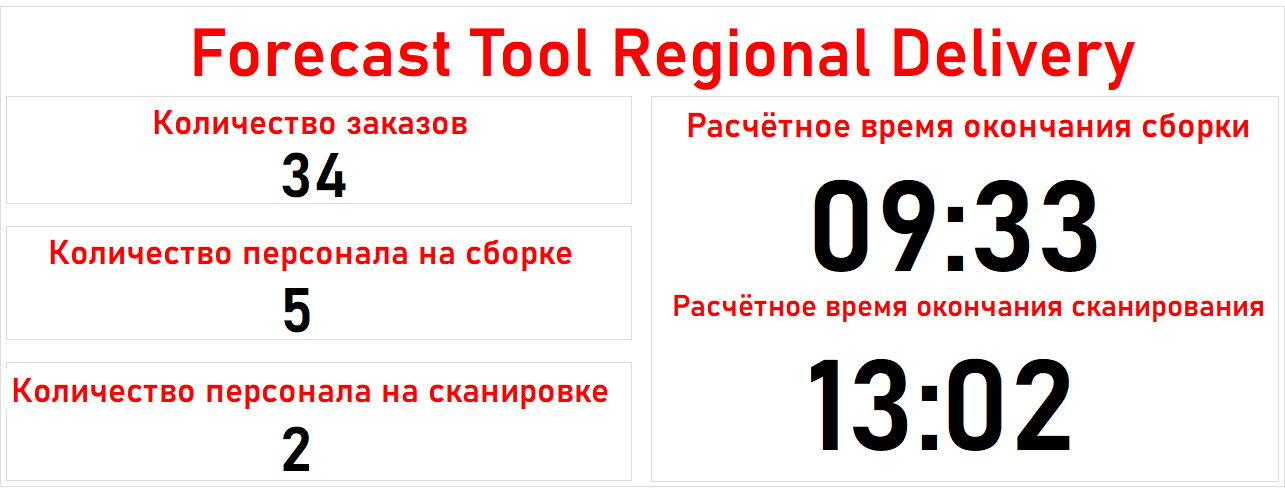 Forecast Tool Regional Delivery
Количество заказов
34
Количество персонала на сборке
5
Количество персонала на сканировке
2
Расчётное время окончания сборки
09:33
Расчётное время окончания сканирования
13:02